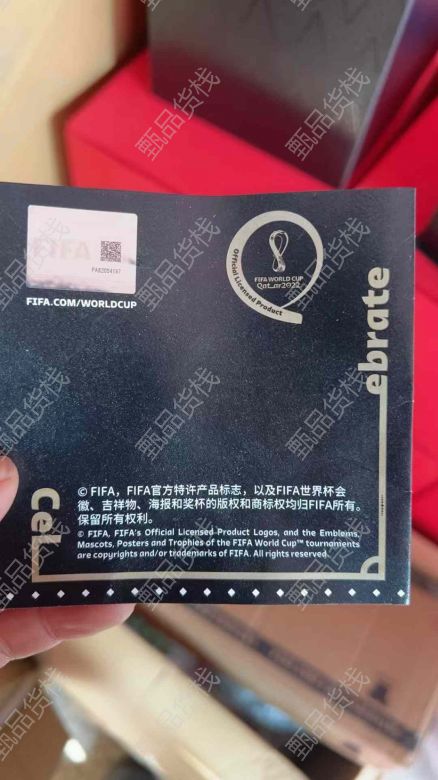 FIFA
FA82054197
FIFA.COM/WORLDCUP
Official Licensed Product
FIFA WORLD CUP
Qatar2022
Celebrate
© FIFA，FIFA官方特许产品标志，以及FIFA世界杯会
徽、吉祥物、海报和奖杯的版权和商标权均归FIFA所有。
保留所有权利。
© FIFA, FIFA's Official Licensed Product Logos, and the Emblems,
Mascots, Posters and Trophies of the FIFA World Cup™ tournaments
are copyrights and/or trademarks of FIFA. All rights reserved.
甄品货栈